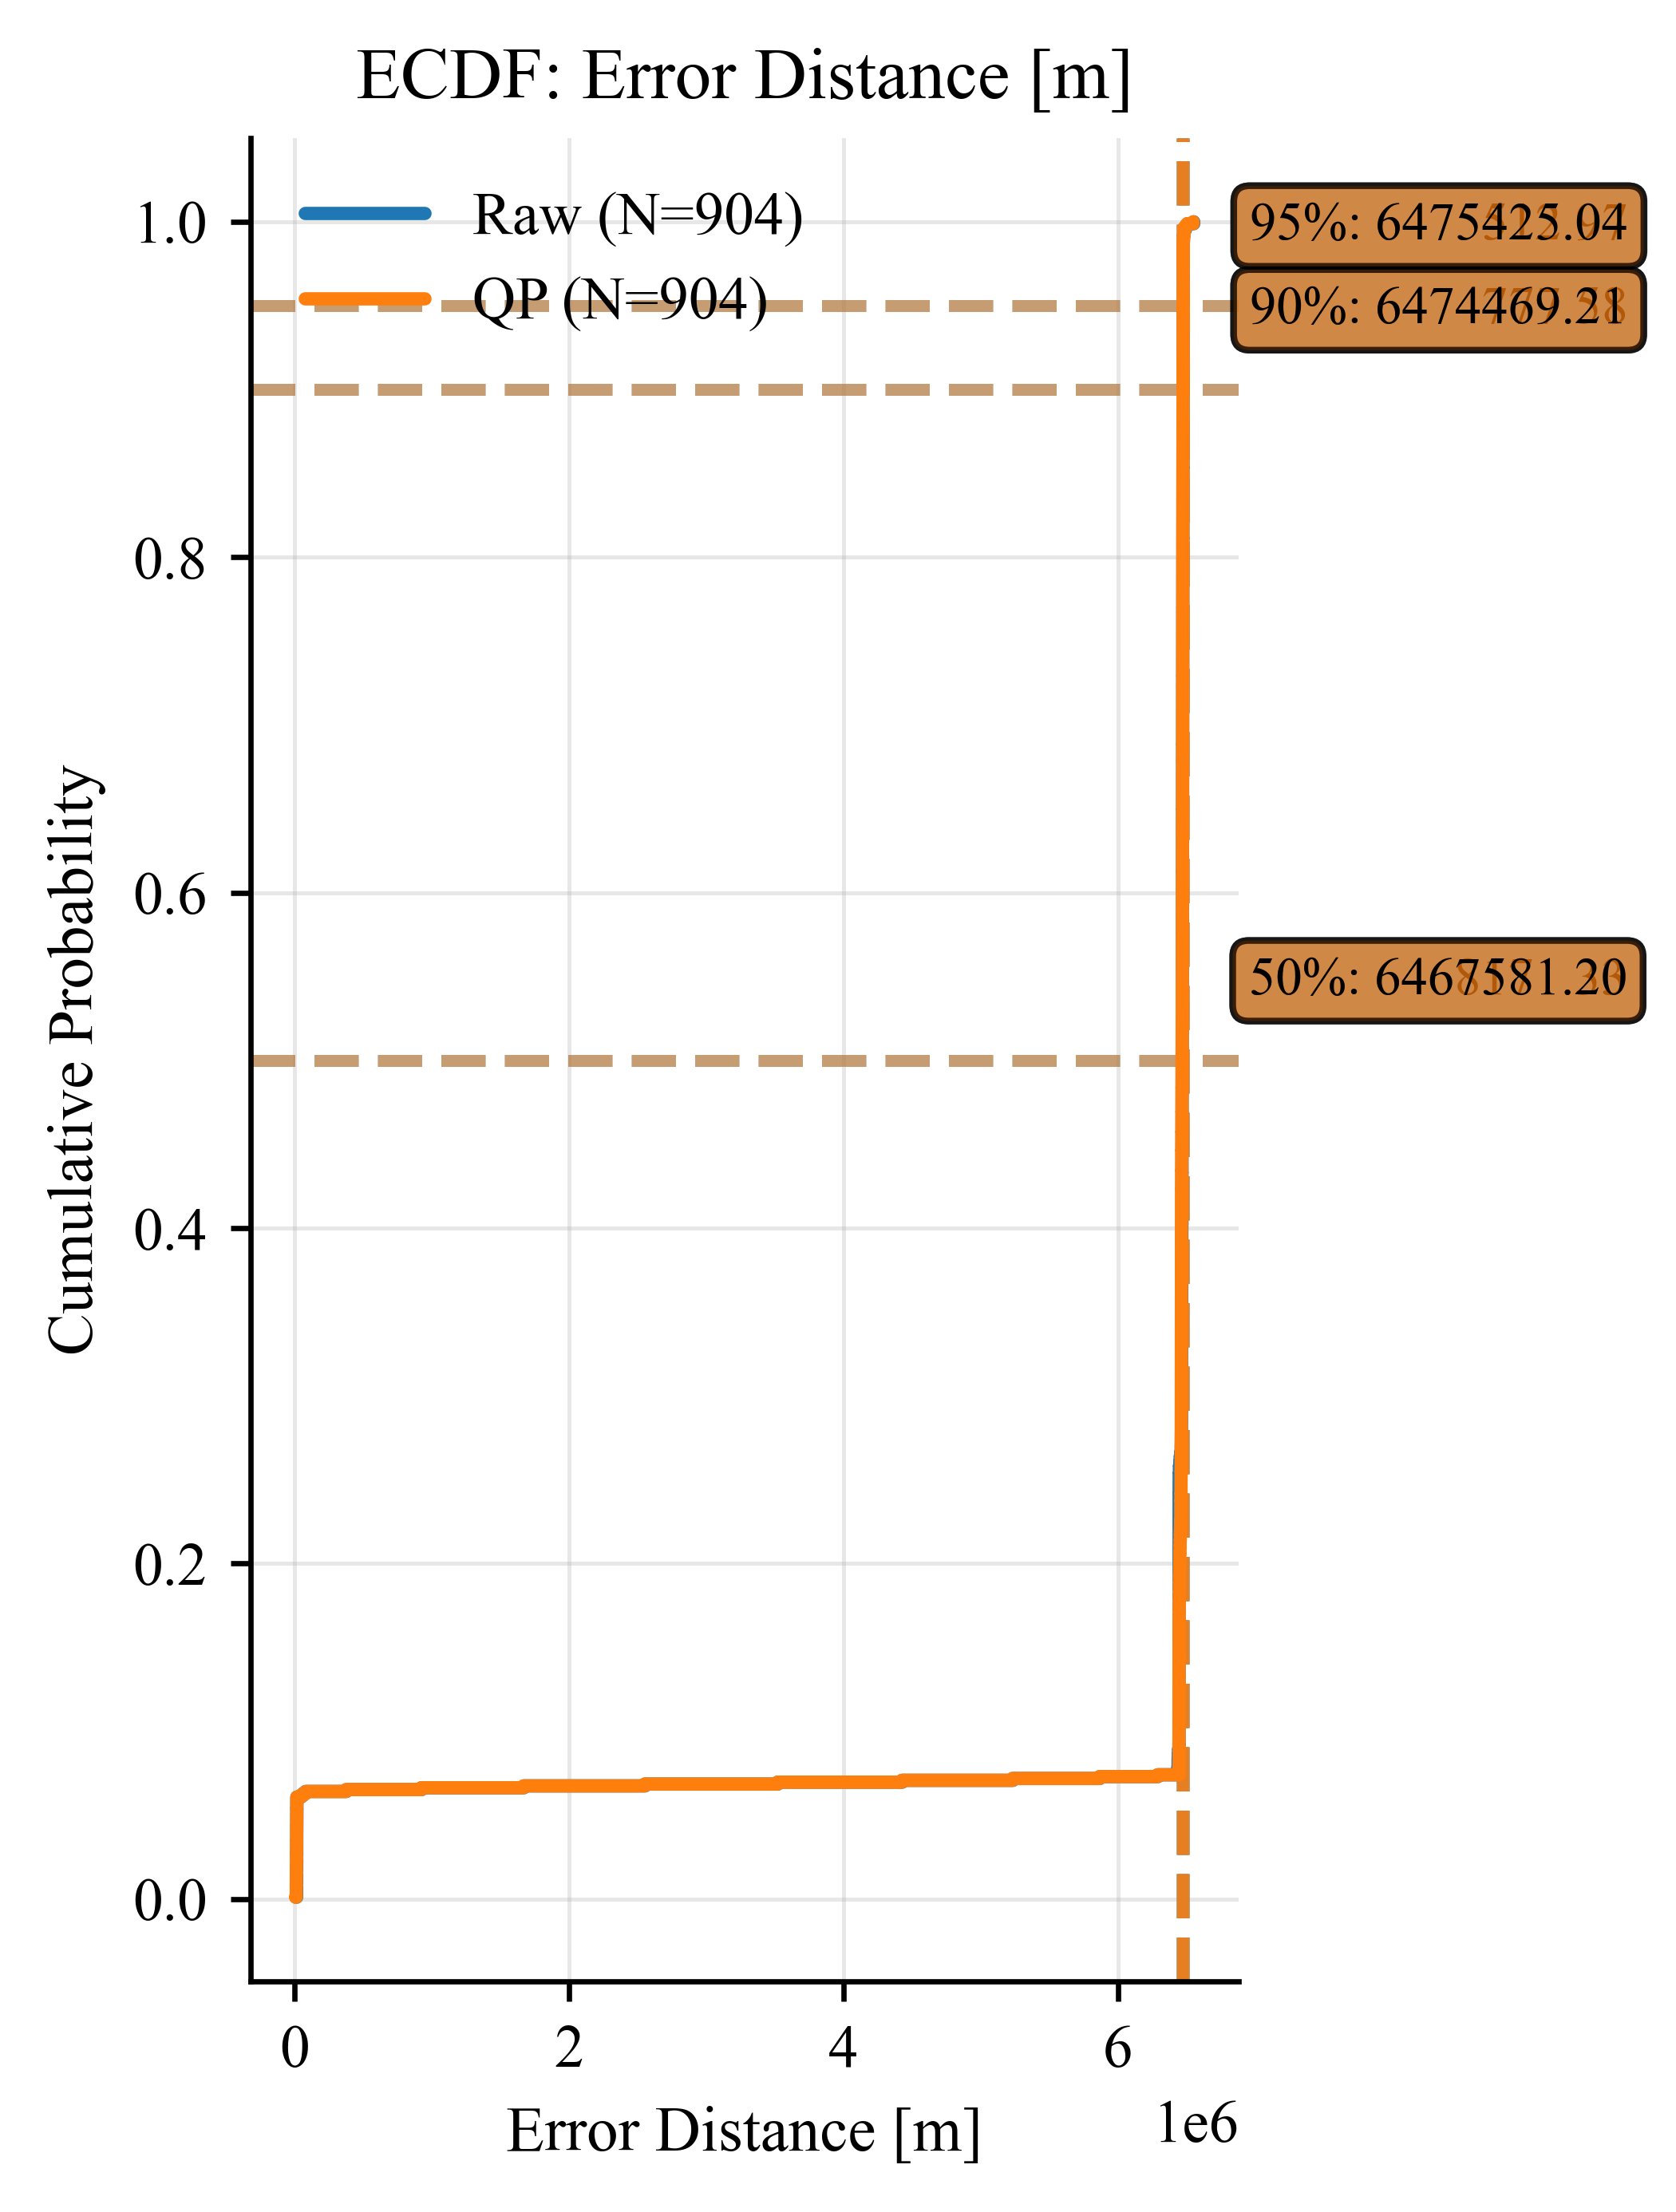 ECDF: Error Distance [m]
Raw (N=904)
QP (N=904)
95%: 6475425.04
90%: 6474469.21
50%: 6467581.20
1.0
0.8
0.6
0.4
0.2
0.0
Cumulative Probability
0
2
4
6
1e6
Error Distance [m]